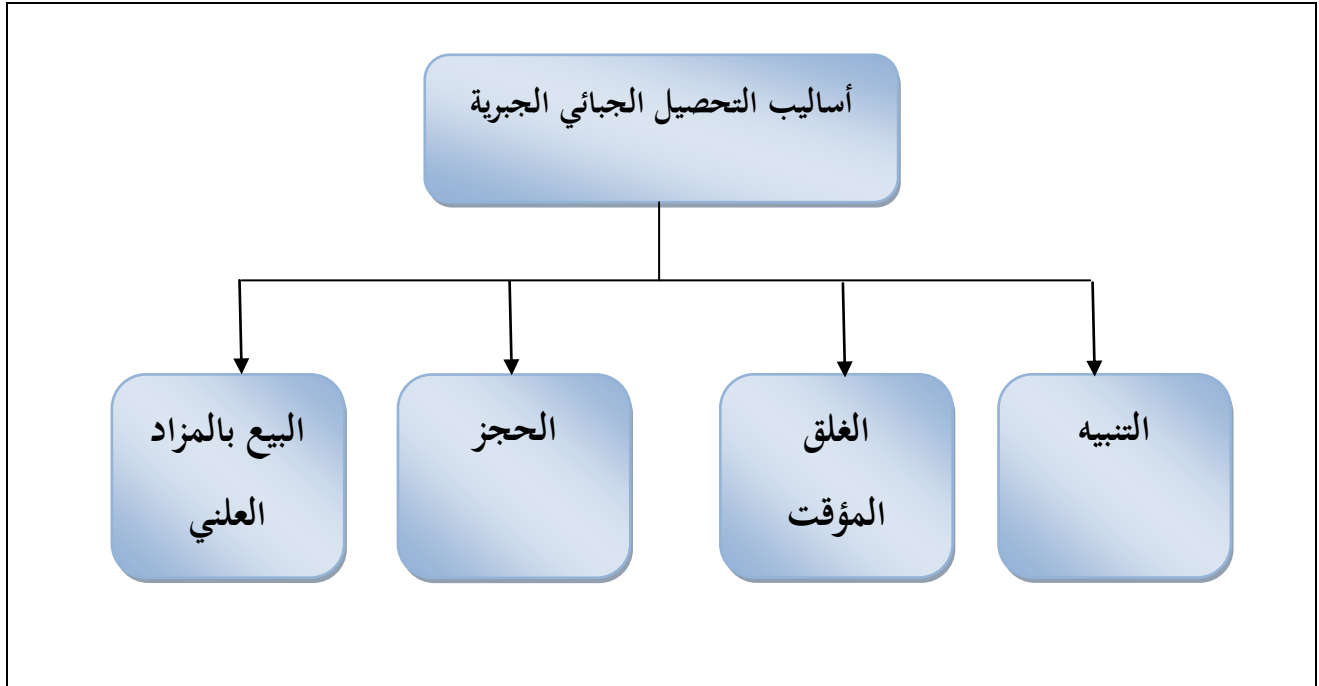 أساليب التحصيل الجبائي الجبرية
التنبيه
الغلق
المؤقت
الحجز
البيع بالمزاد
العلني